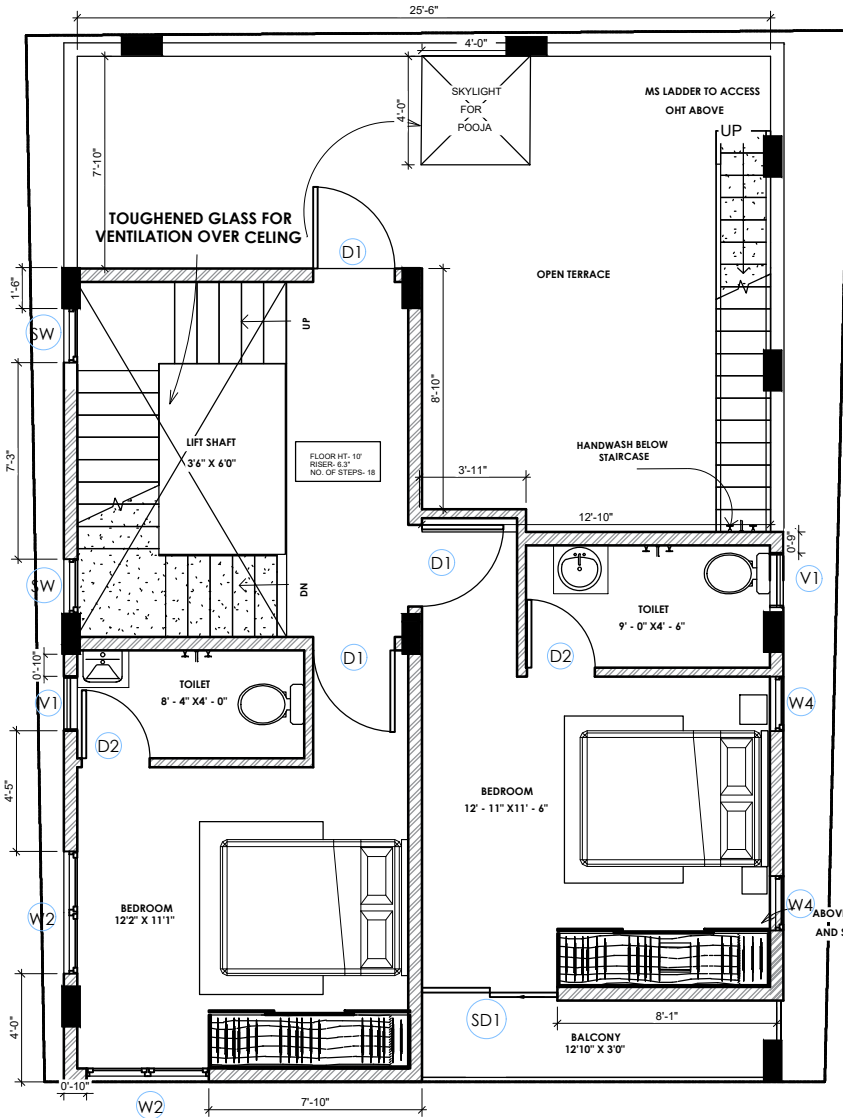 25'-6"
4'-0"
SKYLIGHT
FOR
POOJA
4'-0"
MS LADDER TO ACCESS
OHT ABOVE
UP
7'-10"
TOUGHENED GLASS FOR
VENTILATION OVER CELING
D1
OPEN TERRACE
1'-6"
SW
UP
8'-10"
LIFT SHAFT
3'6" X 6'0"
FLOOR HT- 10'
RISER- 6.3"
NO. OF STEPS- 18
HANDWASH BELOW
STAIRCASE
7'-3"
3'-11"
12'-10"
0'-9"
SW
DN
D1
V1
TOILET
9' - 0" X4' - 6"
D1
D2
0'-10"
TOILET
8' - 4" X4' - 0"
V1
W4
D2
4'-5"
BEDROOM
12' - 11" X11' - 6"
BEDROOM
12'2" X 11'1"
W2
W4
ABOVE
AND S
4'-0"
SD1
8'-1"
BALCONY
12'10" X 3'0"
0'-10"
W2
7'-10"